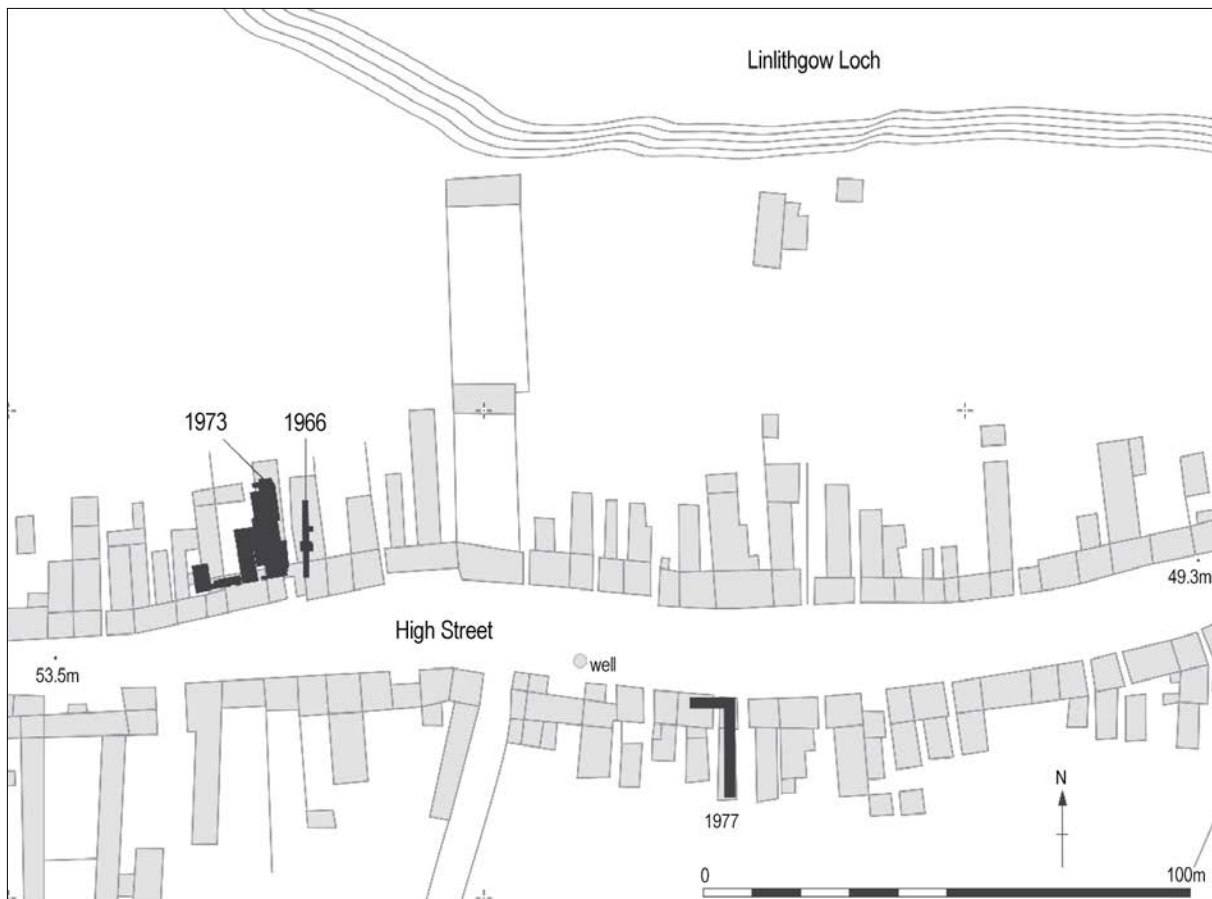 Linlithgow Loch
1973
1966
49.3m
High Street
well
53.5m
N
1977
0
100m